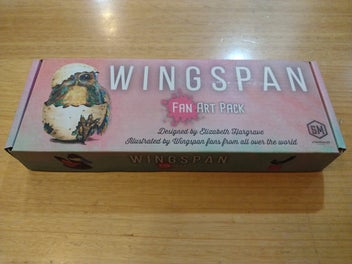 WINGSPAN
FAN ART PACK
Designed by Elizabeth Hargrave
Illustrated by Wingspan fans from all over the world
SM
WINGSPAN